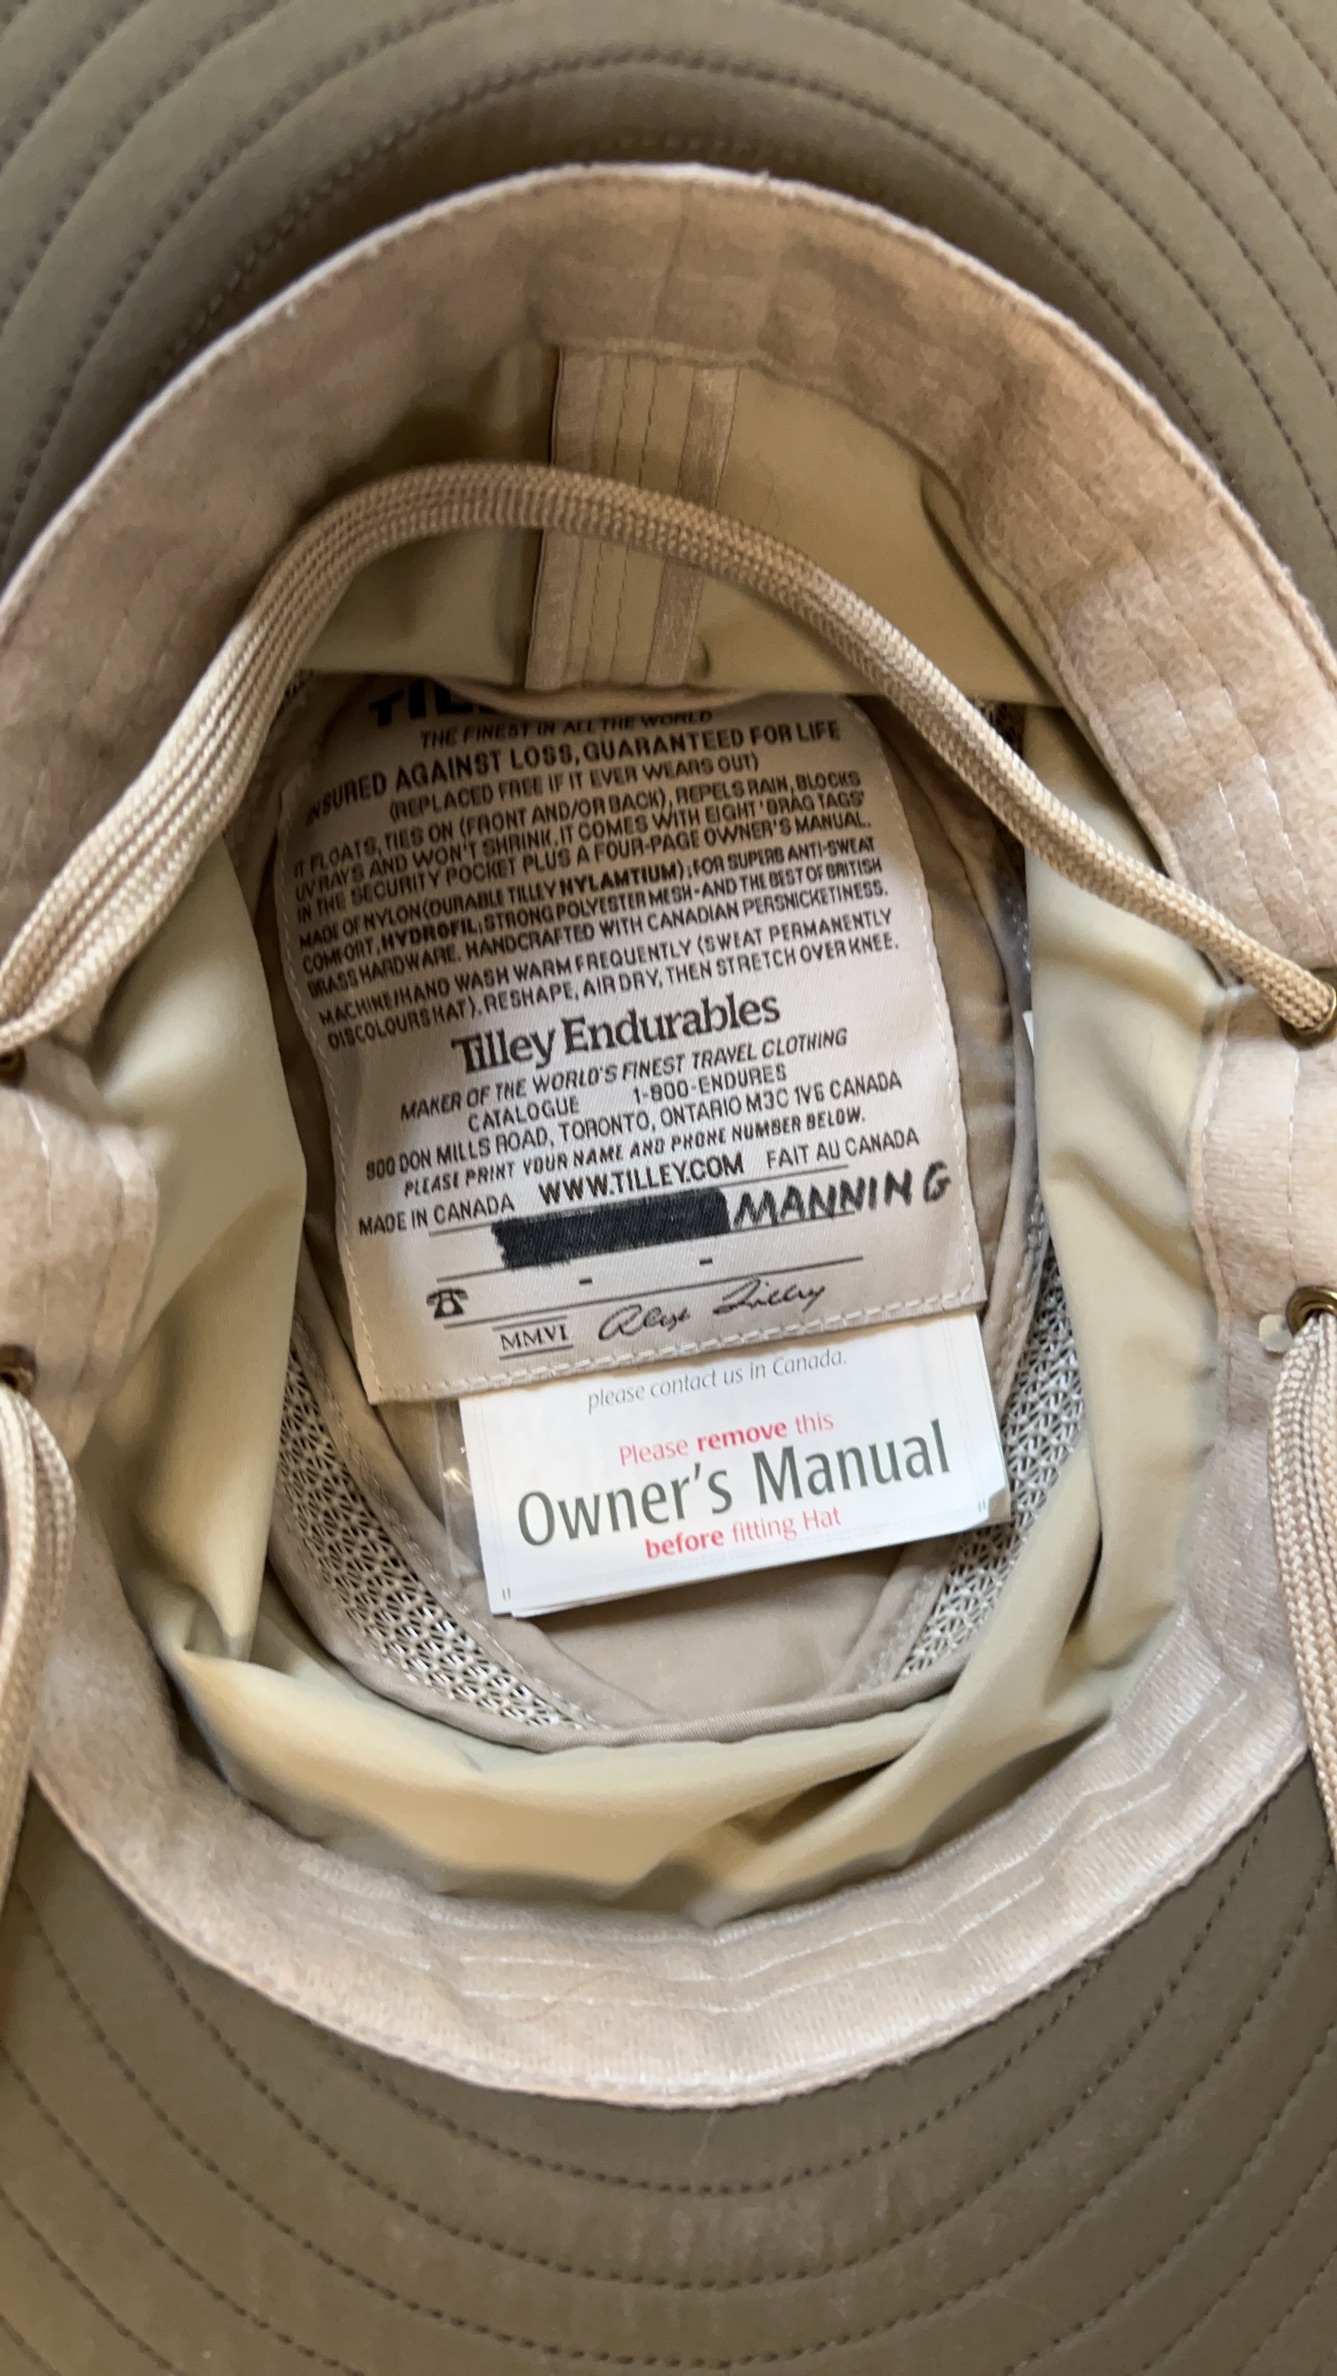 THE FINEST IN ALL THE WORLD
INSURED AGAINST LOSS, GUARANTEED FOR LIFE
(REPLACED FREE IF IT EVER WEARS OUT)
IT FLOATS, TIES ON (FRONT AND/OR BACK), REPELS RAIN, BLOCKS
UV RAYS AND WON'T SHRINK. IT COMES WITH EIGHT 'BRAG TAGS'
IN THE SECURITY POCKET PLUS A FOUR-PAGE OWNER'S MANUAL.
MADE OF NYLON (DURABLE TILLEY NYLAMTIUM); FOR SUPERB ANTI-SWEAT
COMFORT, HYDROFIL; STRONG POLYESTER MESH - AND THE BEST OF BRITISH
BRASS HARDWARE. HANDCRAFTED WITH CANADIAN PERSNICKETINESS.
MACHINE/HAND WASH WARM FREQUENTLY (SWEAT PERMANENTLY
DISCOLOURS HAT). RESHAPE, AIR DRY, THEN STRETCH OVER KNEE.
Tilley Endurables
MAKER OF THE WORLD'S FINEST TRAVEL CLOTHING
CATALOGUE 1-800-ENDURES
900 DON MILLS ROAD, TORONTO, ONTARIO M3C 1V6 CANADA
PLEASE PRINT YOUR NAME AND PHONE NUMBER BELOW.
MADE IN CANADA WWW.TILLEY.COM FAIT AU CANADA
MANNING
- -
MMVI Alex Tilley
please contact us in Canada.
Please remove this
Owner's Manual
before fitting Hat